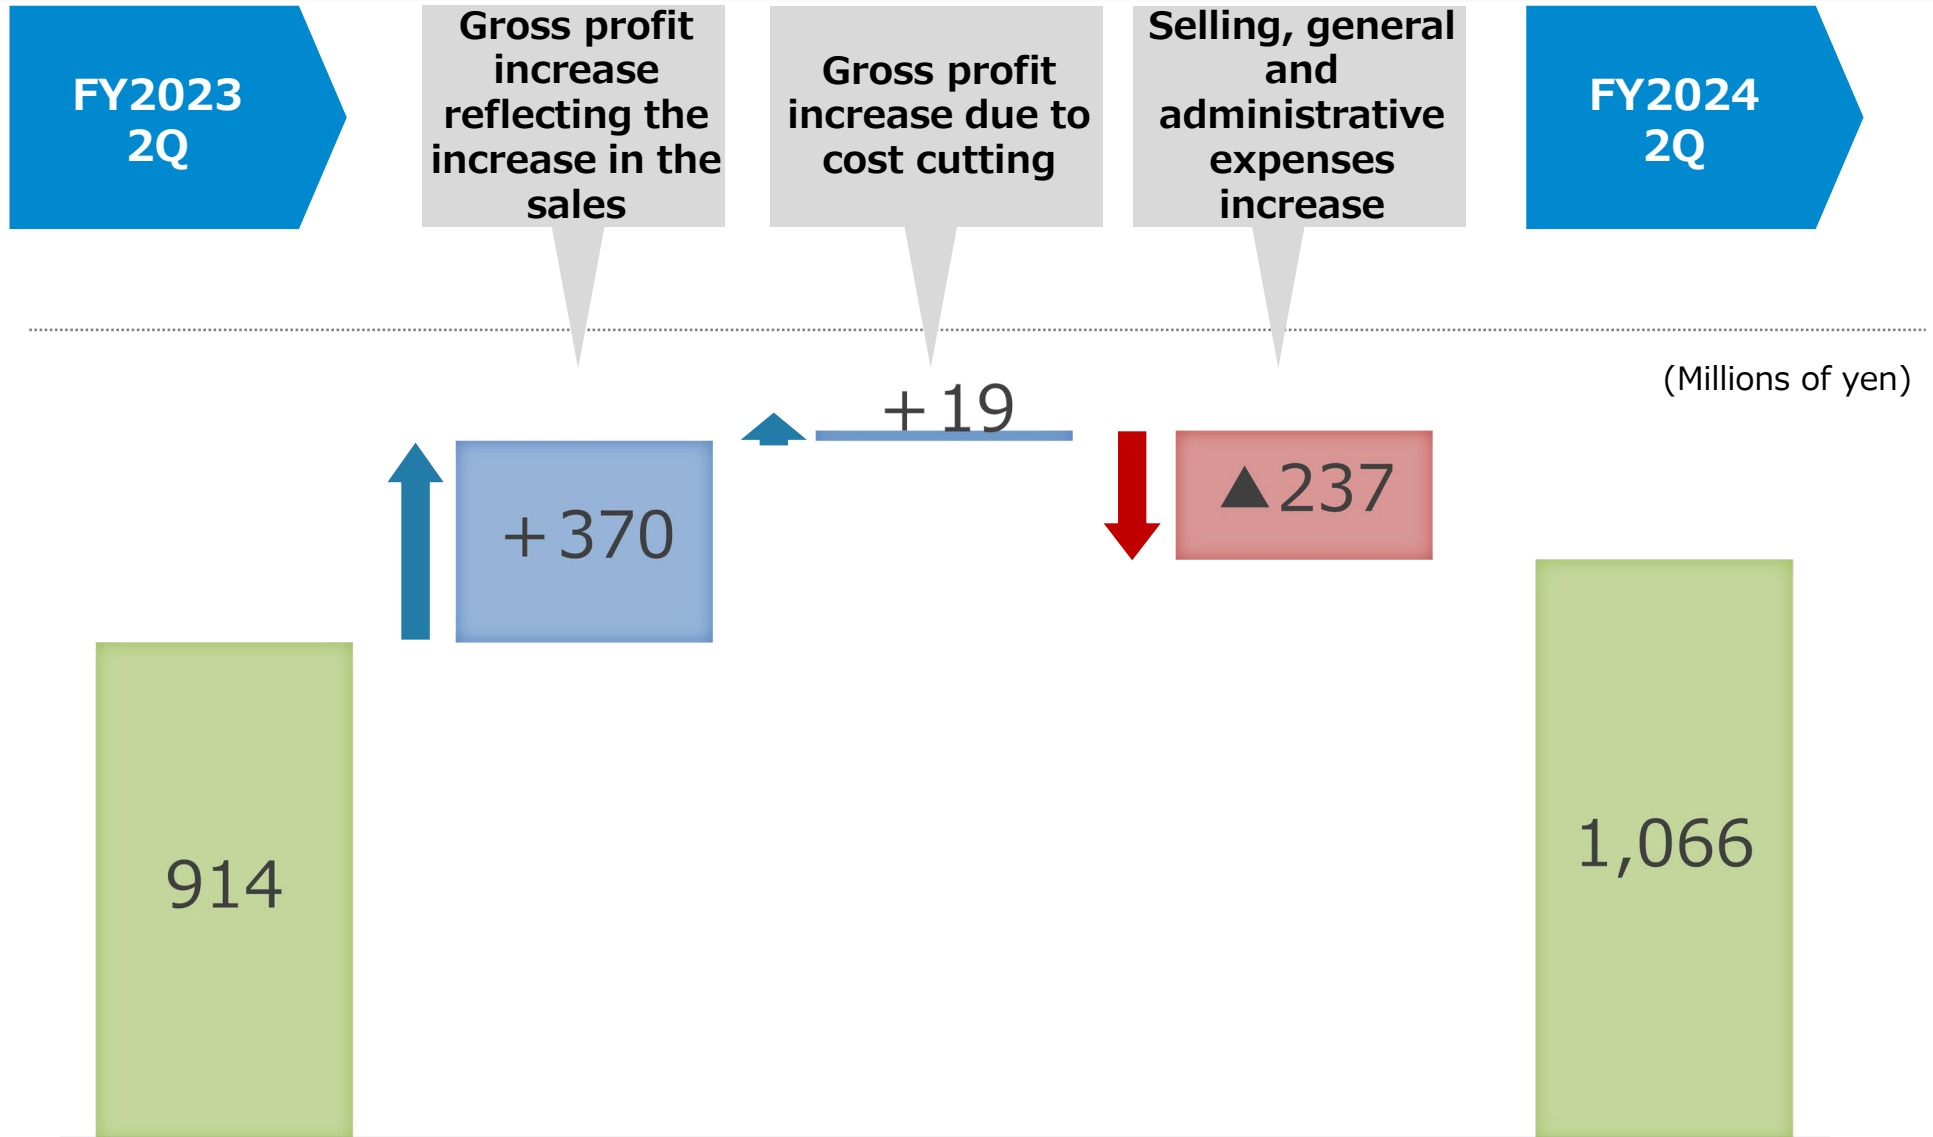 FY2023
2Q
Gross profit
increase
reflecting the
increase in the
sales
Gross profit
increase due to
cost cutting
Selling, general
and
administrative
expenses
increase
FY2024
2Q
(Millions of yen)
914
+370
+19
▲237
1,066